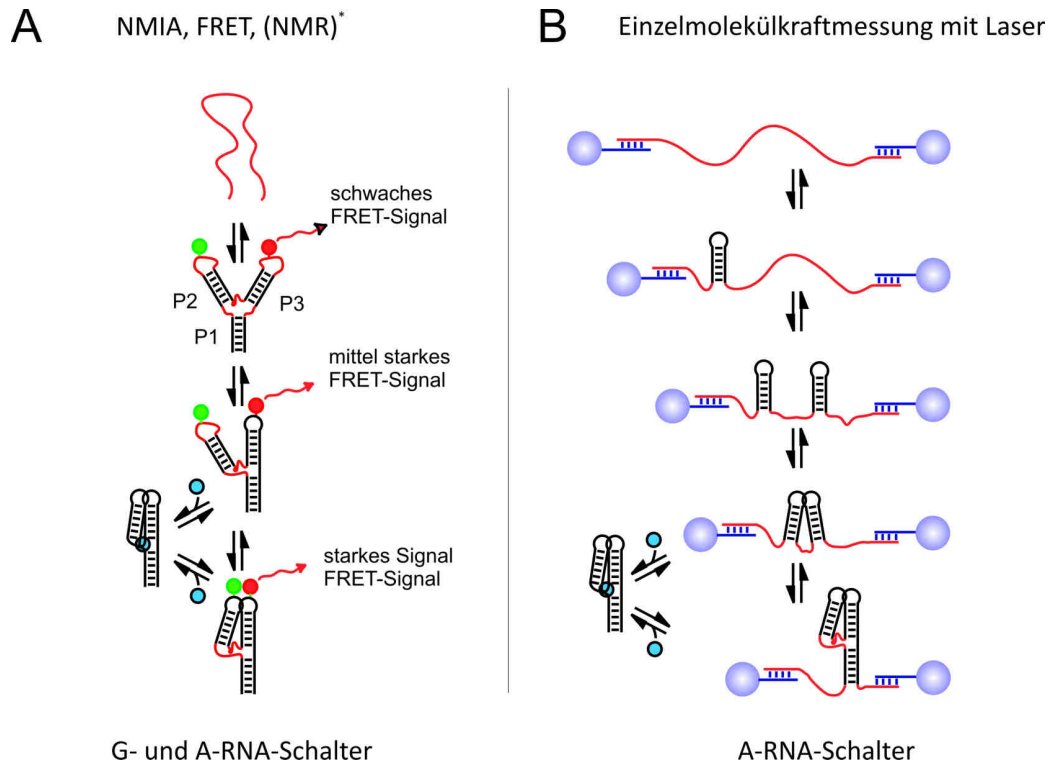 A
NMIA, FRET, (NMR)*
schwaches
FRET-Signal
P2
P3
P1
mittel starkes
FRET-Signal
starkes Signal
FRET-Signal
G- und A-RNA-Schalter
B
Einzelmolekülkraftmessung mit Laser
A-RNA-Schalter